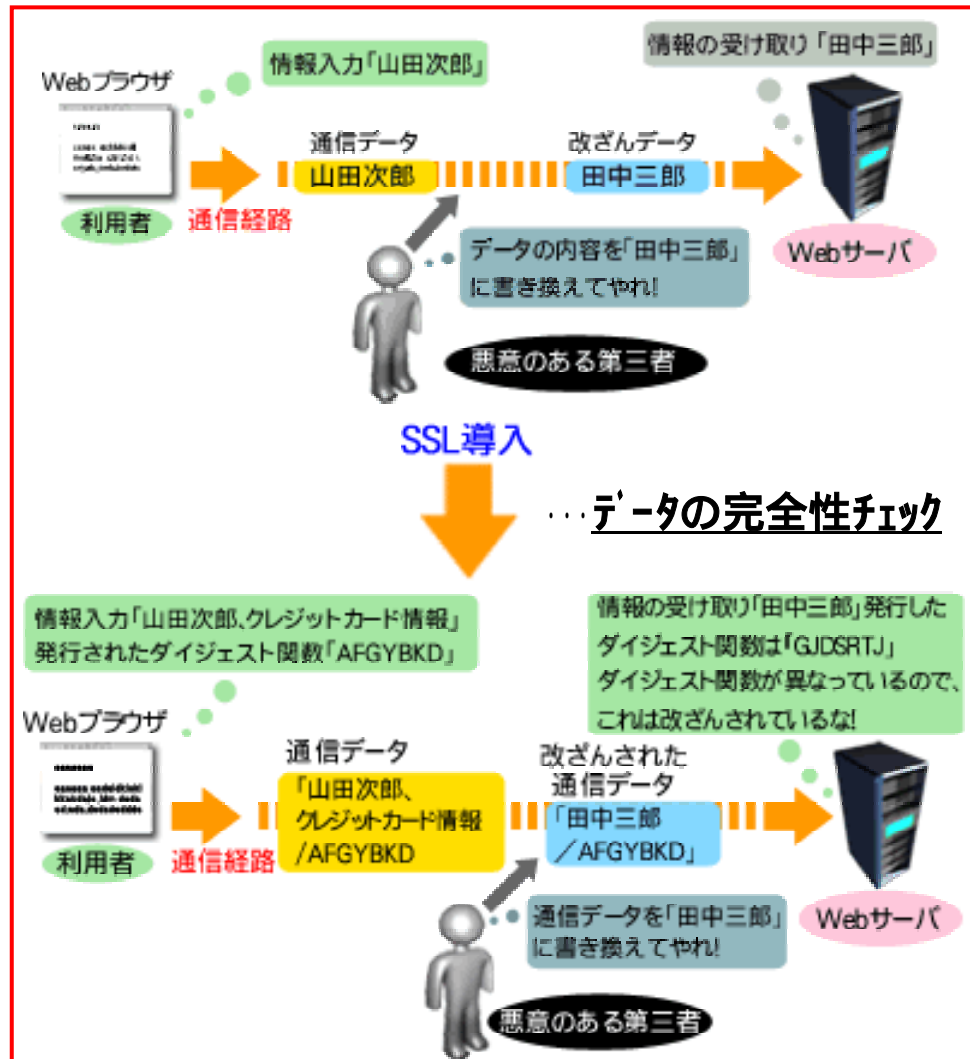 情報の受け取り「田中三郎」
情報入力「山田次郎」
Webブラウザ
通信データ
改ざんデータ
山田次郎
田中三郎
利用者
通信経路
データの内容を「田中三郎」
に書き換えてやれ!
Webサーバ
悪意のある第三者
SSL導入
…ﾃﾞｰﾀの完全性ﾁｪｯｸ
情報入力「山田次郎､クレジットカード情報」
発行されたダイジェスト関数「AFGYBKD」
情報の受け取り「田中三郎」発行した
ダイジェスト関数は『GJDSRTJ」
ダイジェスト関数が異なっているので、
これは改ざんされているな!
Webブラウザ
通信データ
改ざんされた
通信データ
「山田次郎、
クレジットカード情報
/AFGYBKD
「田中三郎
／AFGYBKD」
利用者
通信経路
通信データを「田中三郎」
に書き換えてやれ!
Webサーバ
悪意のある第三者